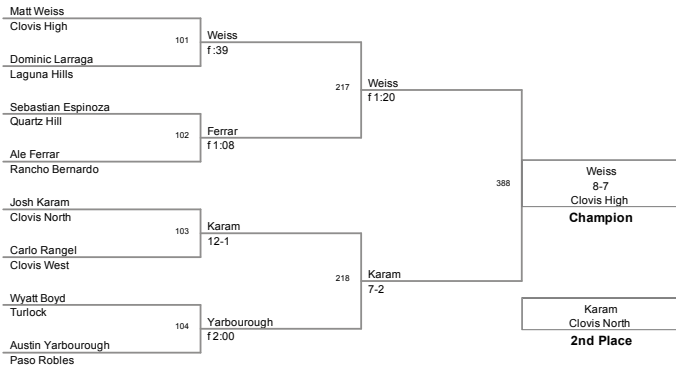 Matt Weiss
Clovis High
101
Dominic Larraga
Laguna Hills
Weiss
f :39
Sebastian Espinoza
Quartz Hill
102
Ale Ferrar
Rancho Bernardo
Ferrar
f 1:08
217
Weiss
f 1:20
Josh Karam
Clovis North
103
Carlo Rangel
Clovis West
Karam
12-1
Wyatt Boyd
Turlock
104
Austin Yarbourough
Paso Robles
Yarbourough
f 2:00
218
Karam
7-2
388
Weiss
8-7
Clovis High
Champion
Karam
Clovis North
2nd Place